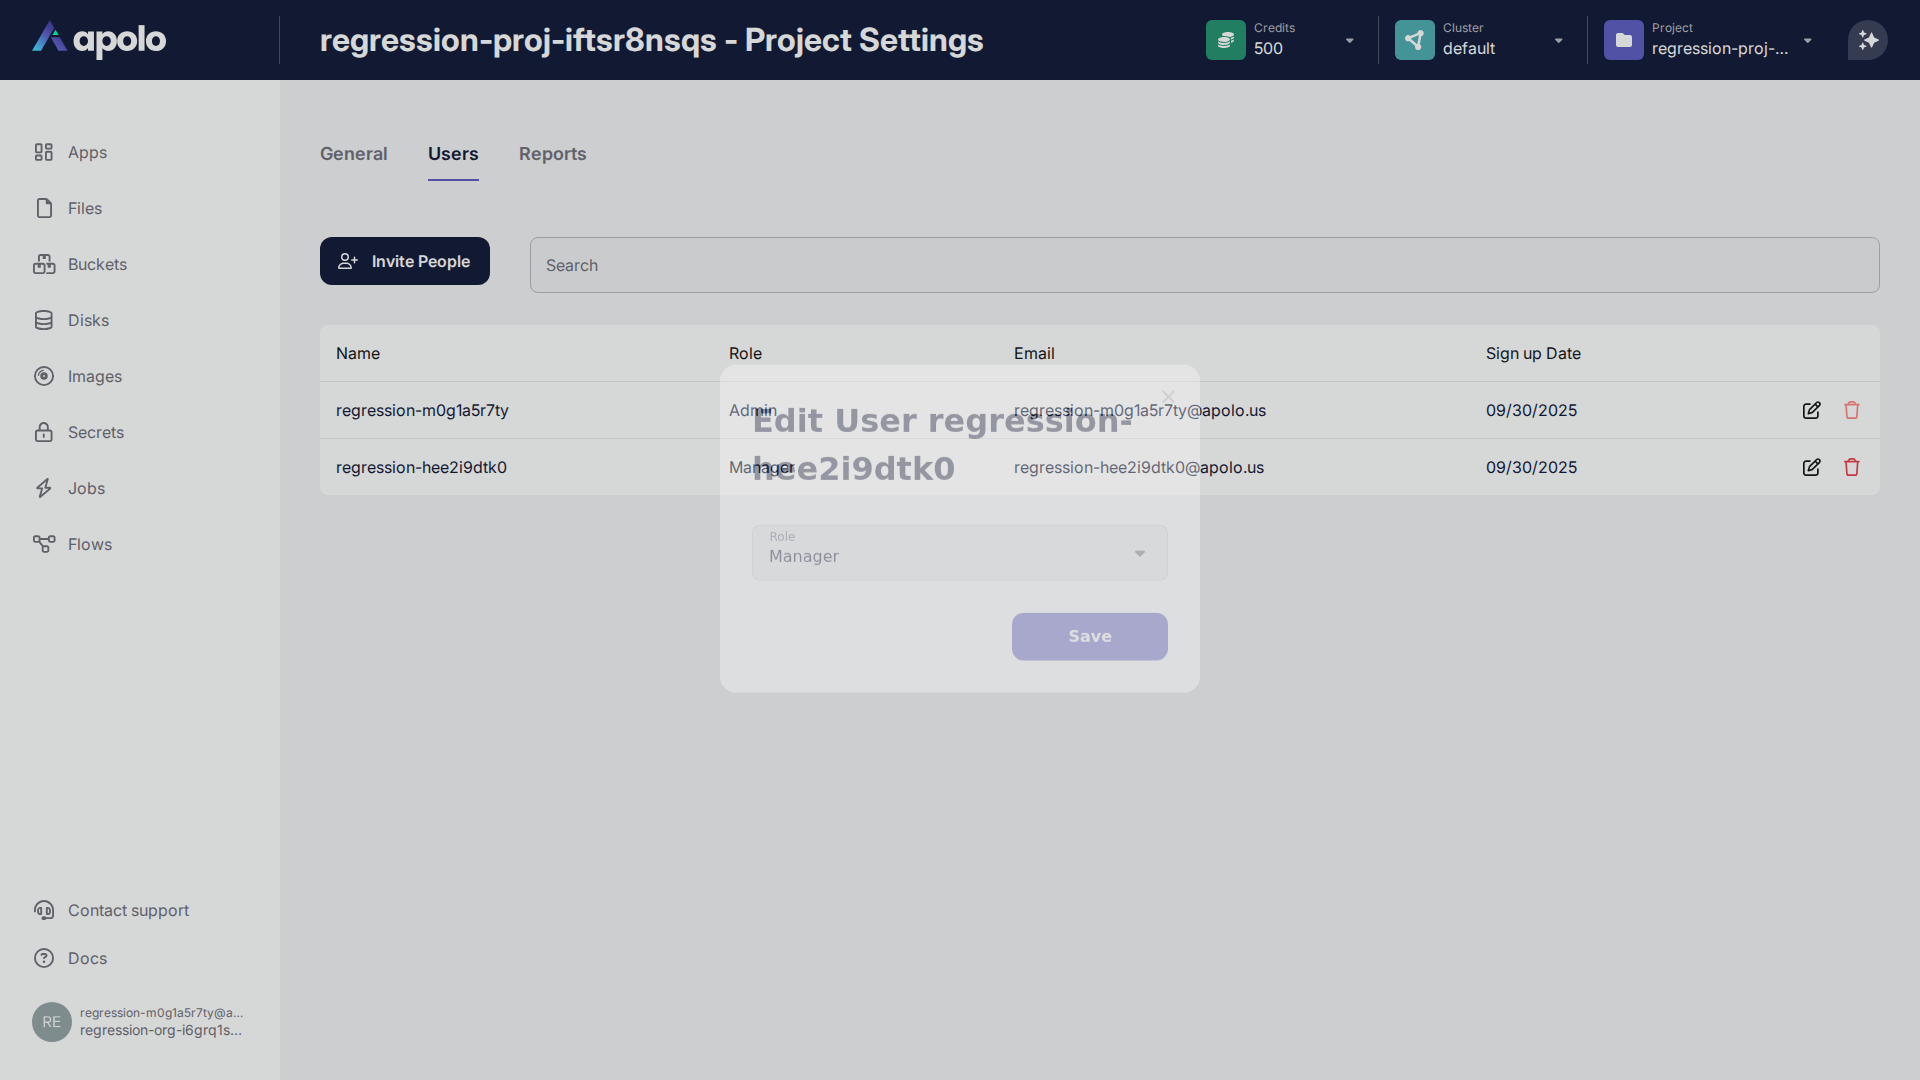 apolo
regression-proj-iftsr8nsqs - Project Settings
Credits
500
Cluster
default
Project
regression-proj-...
Apps
Files
Buckets
Disks
Images
Secrets
Jobs
Flows
General Users Reports
Invite People
Search
Name Role Email Sign up Date
regression-m0g1a5r7ty Admin regression-m0g1a5r7ty@apolo.us 09/30/2025
regression-hee2i9dtk0 Manager regression-hee2i9dtk0@apolo.us 09/30/2025
Edit User regression-
hee2i9dtk0
Role
Manager
Save
Contact support
Docs
RE
regression-m0g1a5r7ty@a...
regression-org-i6grq1s...